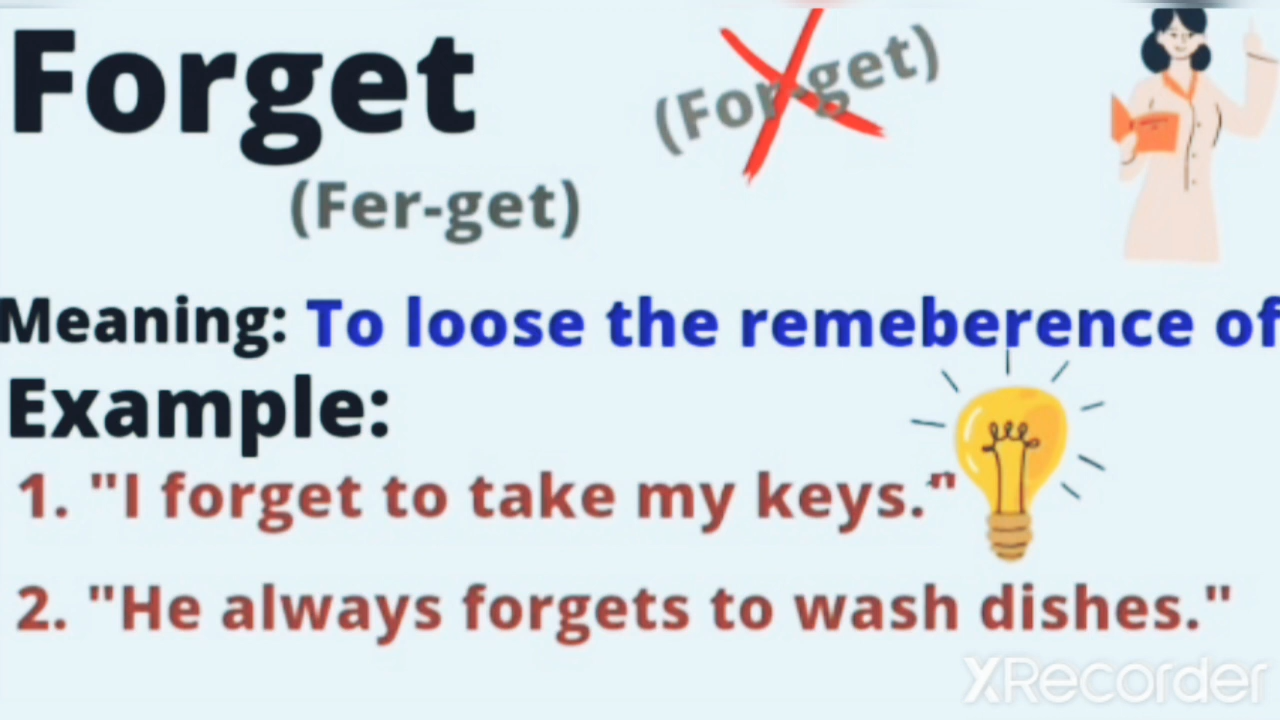 Forget
(For-get)
(Fer-get)
Meaning: To loose the remeberence of
Example:
1. "I forget to take my keys."
2. "He always forgets to wash dishes."
XRecorder